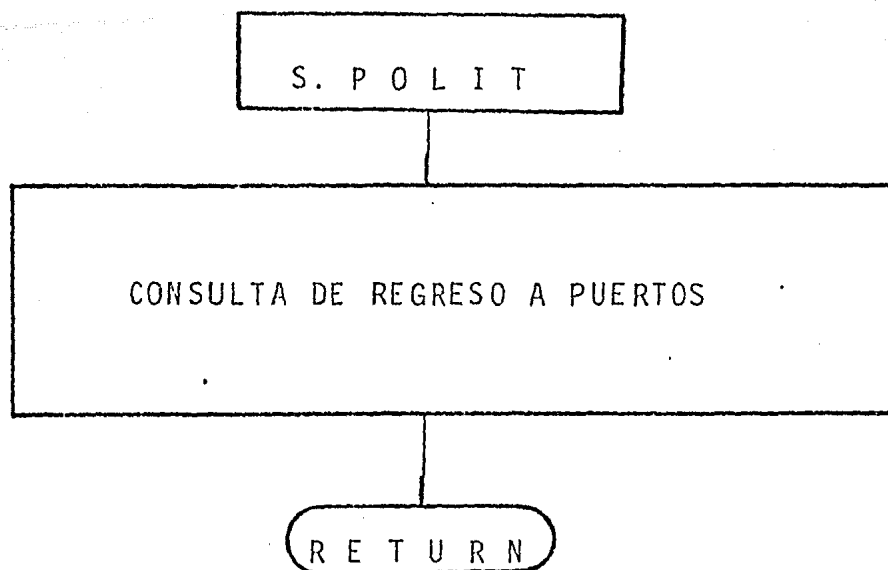 S. P O L I T
CONSULTA DE REGRESO A PUERTOS
R E T U R N